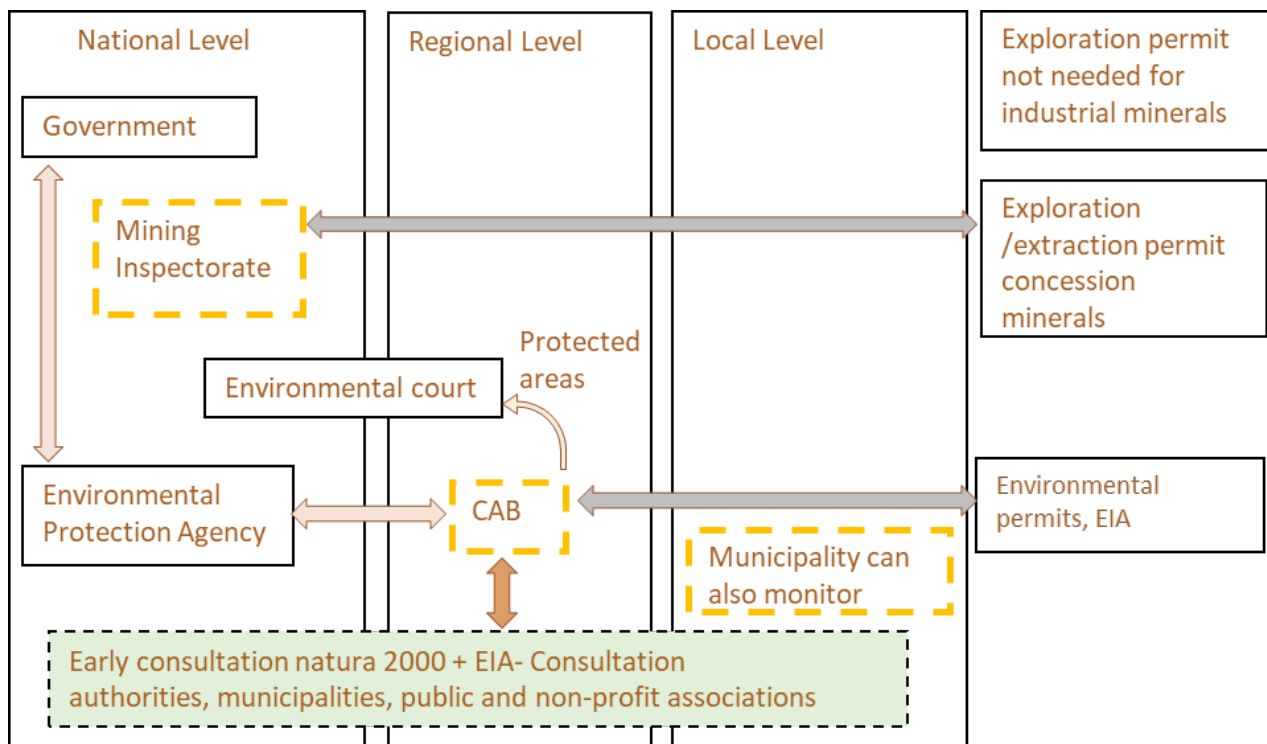 National Level
Regional Level
Local Level
Exploration permit
not needed for
industrial minerals
Government
Mining
Inspectorate
Exploration
/extraction permit
concession
minerals
Protected
areas
Environmental court
Environmental
Protection Agency
CAB
Environmental
permits, EIA
Municipality can
also monitor
Early consultation natura 2000 + EIA- Consultation
authorities, municipalities, public and non-profit associations